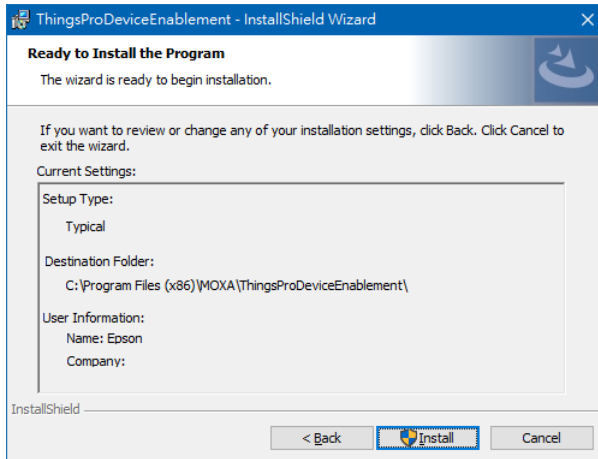 ThingsProDeviceEnablement - InstallShield Wizard
Ready to Install the Program
The wizard is ready to begin installation.
If you want to review or change any of your installation settings, click Back. Click Cancel to
exit the wizard.
Current Settings:
Setup Type:
Typical
Destination Folder:
C:\Program Files (x86)\MOXA\ThingsProDeviceEnablement\
User Information:
Name: Epson
Company:
InstallShield
< Back
Install
Cancel